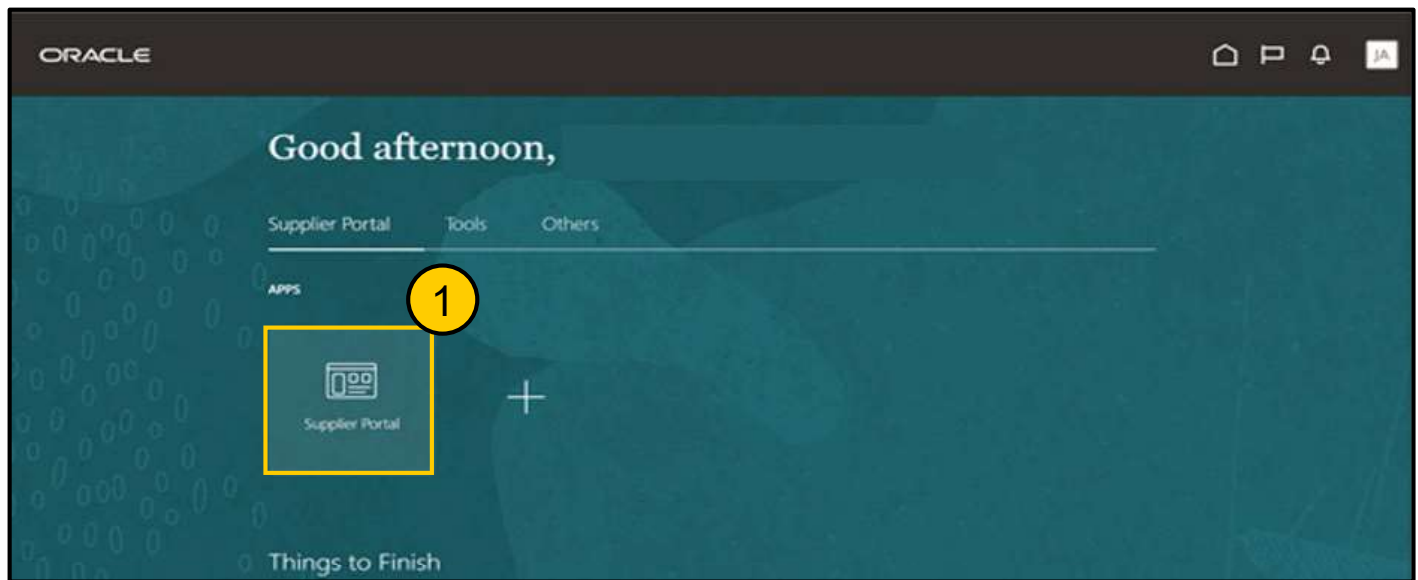 ORACLE
JA
Good afternoon,
Supplier Portal Tools Others
APPS
1
Supplier Portal
Things to Finish